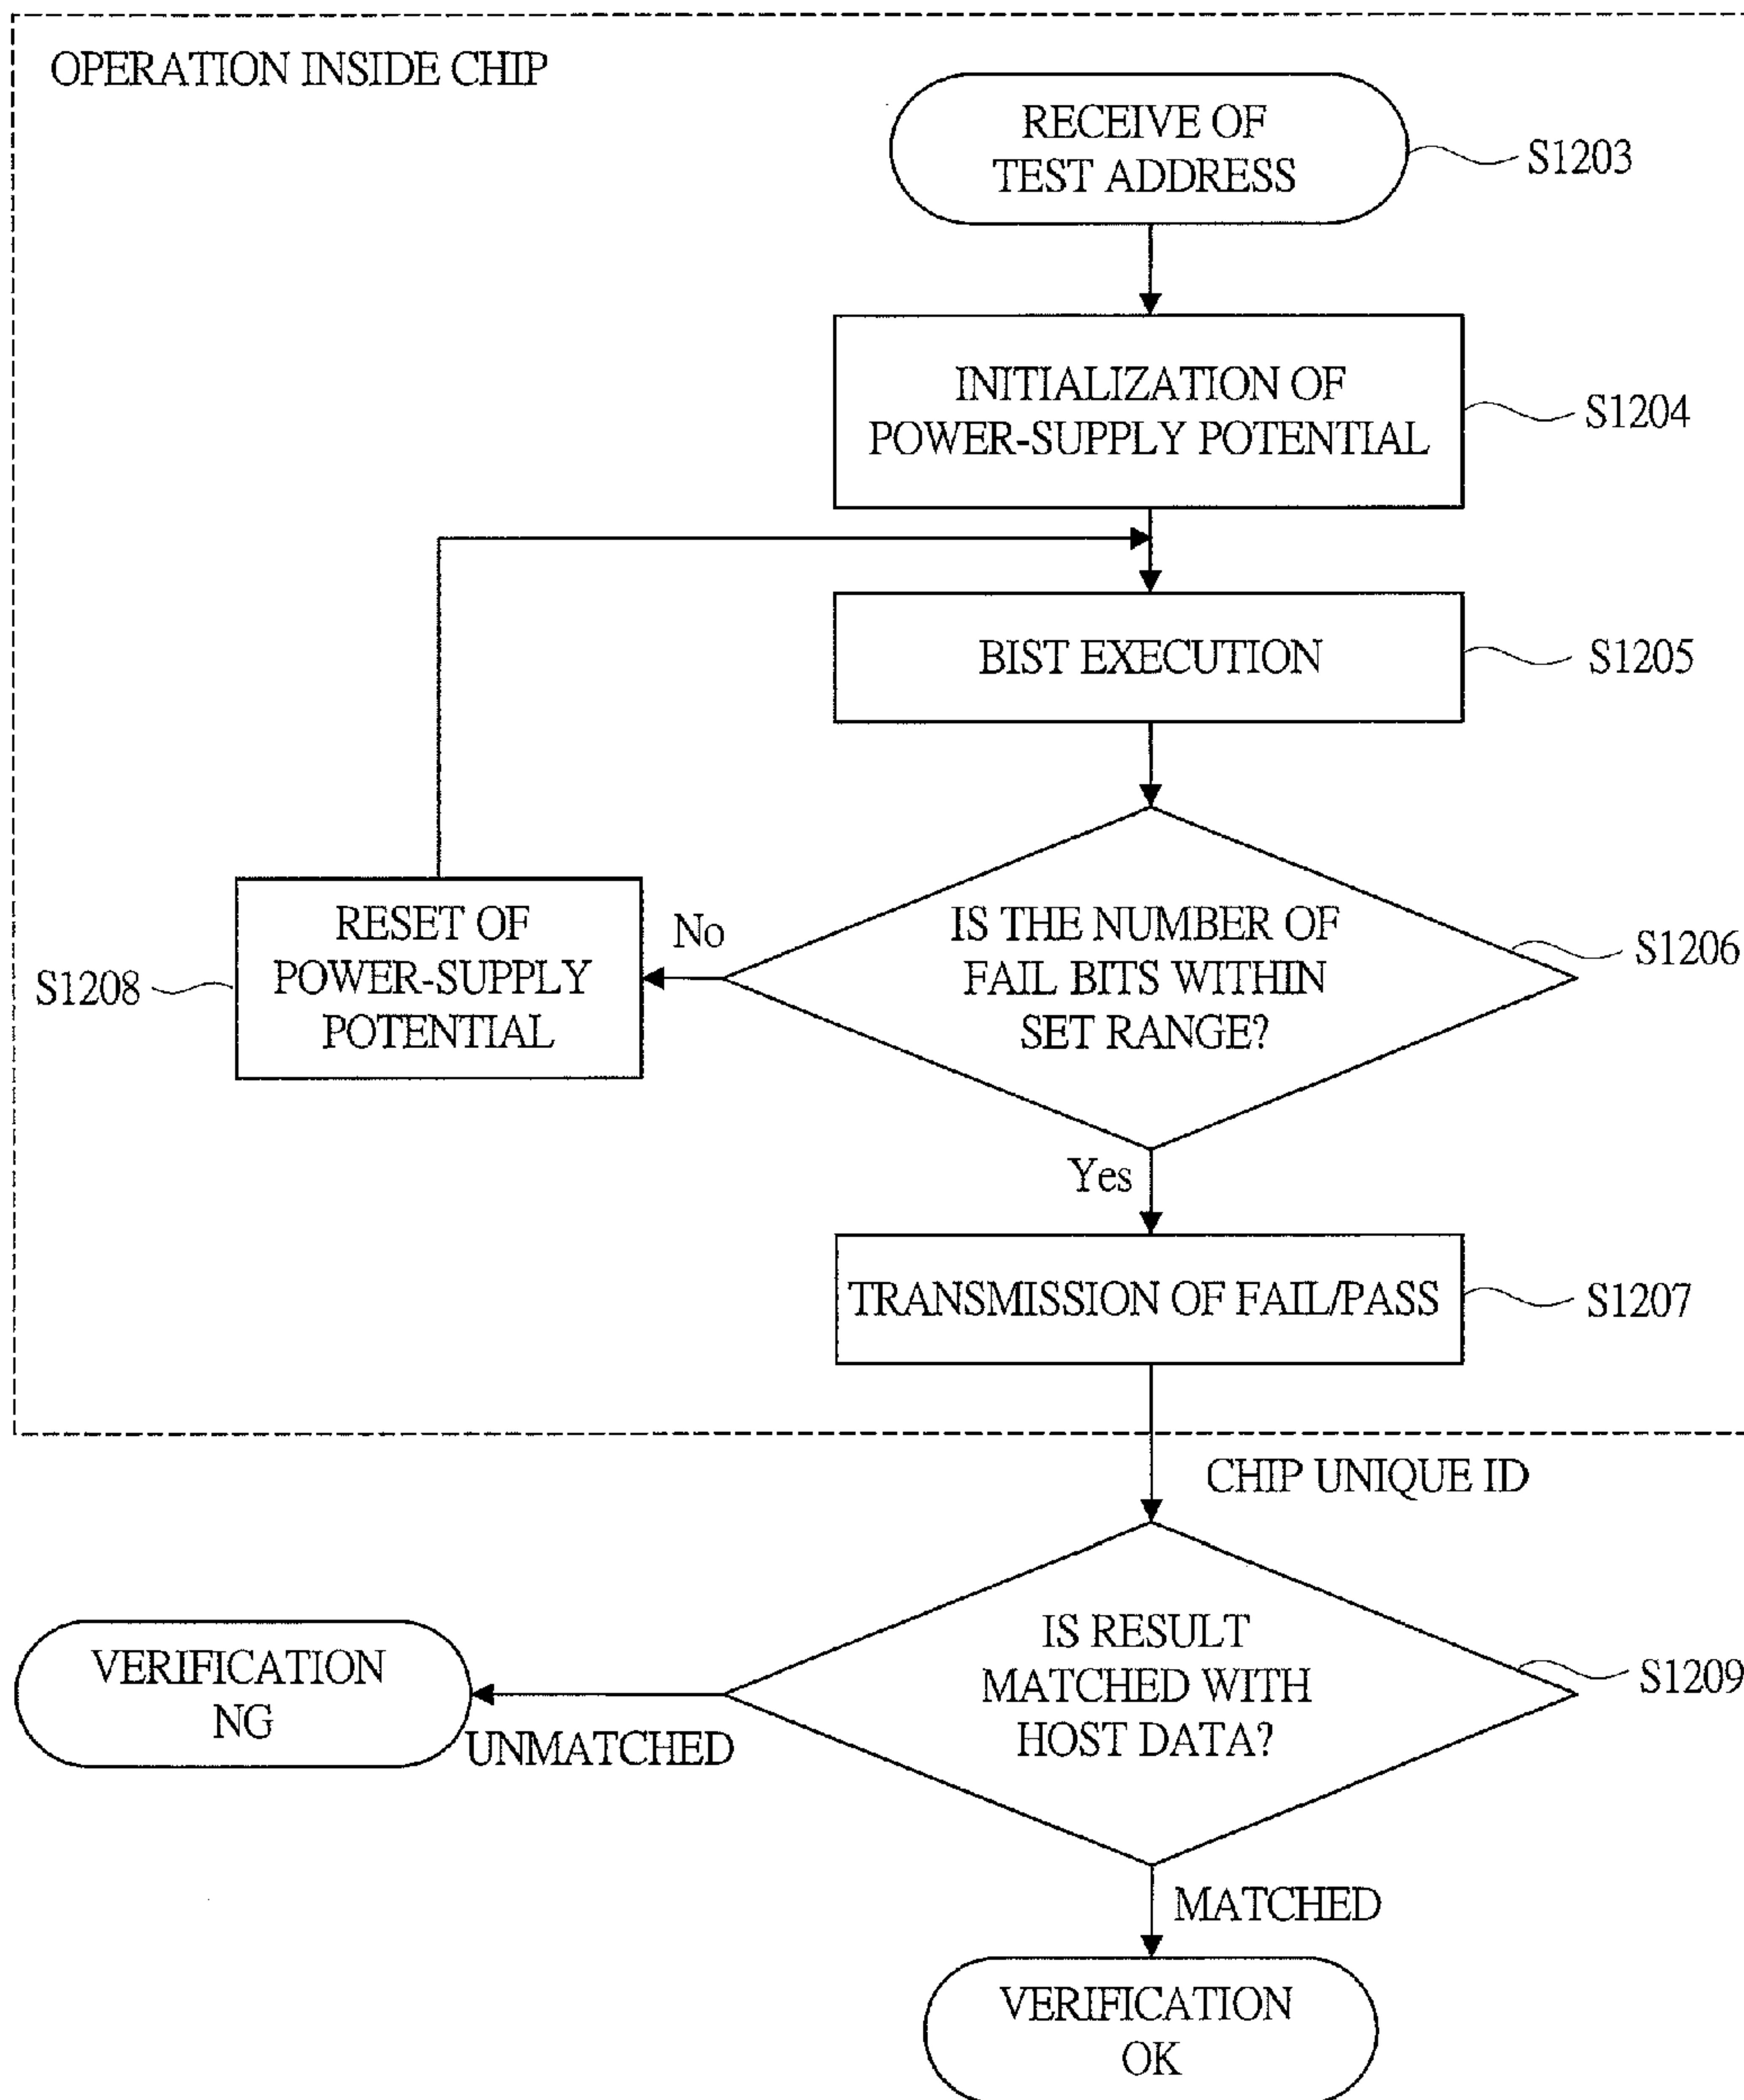 OPERATION INSIDE CHIP
RECEIVE OF
TEST ADDRESS
S1203
INITIALIZATION OF
POWER-SUPPLY POTENTIAL
S1204
BIST EXECUTION
S1205
IS THE NUMBER OF
FAIL BITS WITHIN
SET RANGE?
S1206
No
RESET OF
POWER-SUPPLY
POTENTIAL
S1208
Yes
TRANSMISSION OF FAIL/PASS
S1207
CHIP UNIQUE ID
IS RESULT
MATCHED WITH
HOST DATA?
S1209
UNMATCHED
VERIFICATION
NG
MATCHED
VERIFICATION
OK